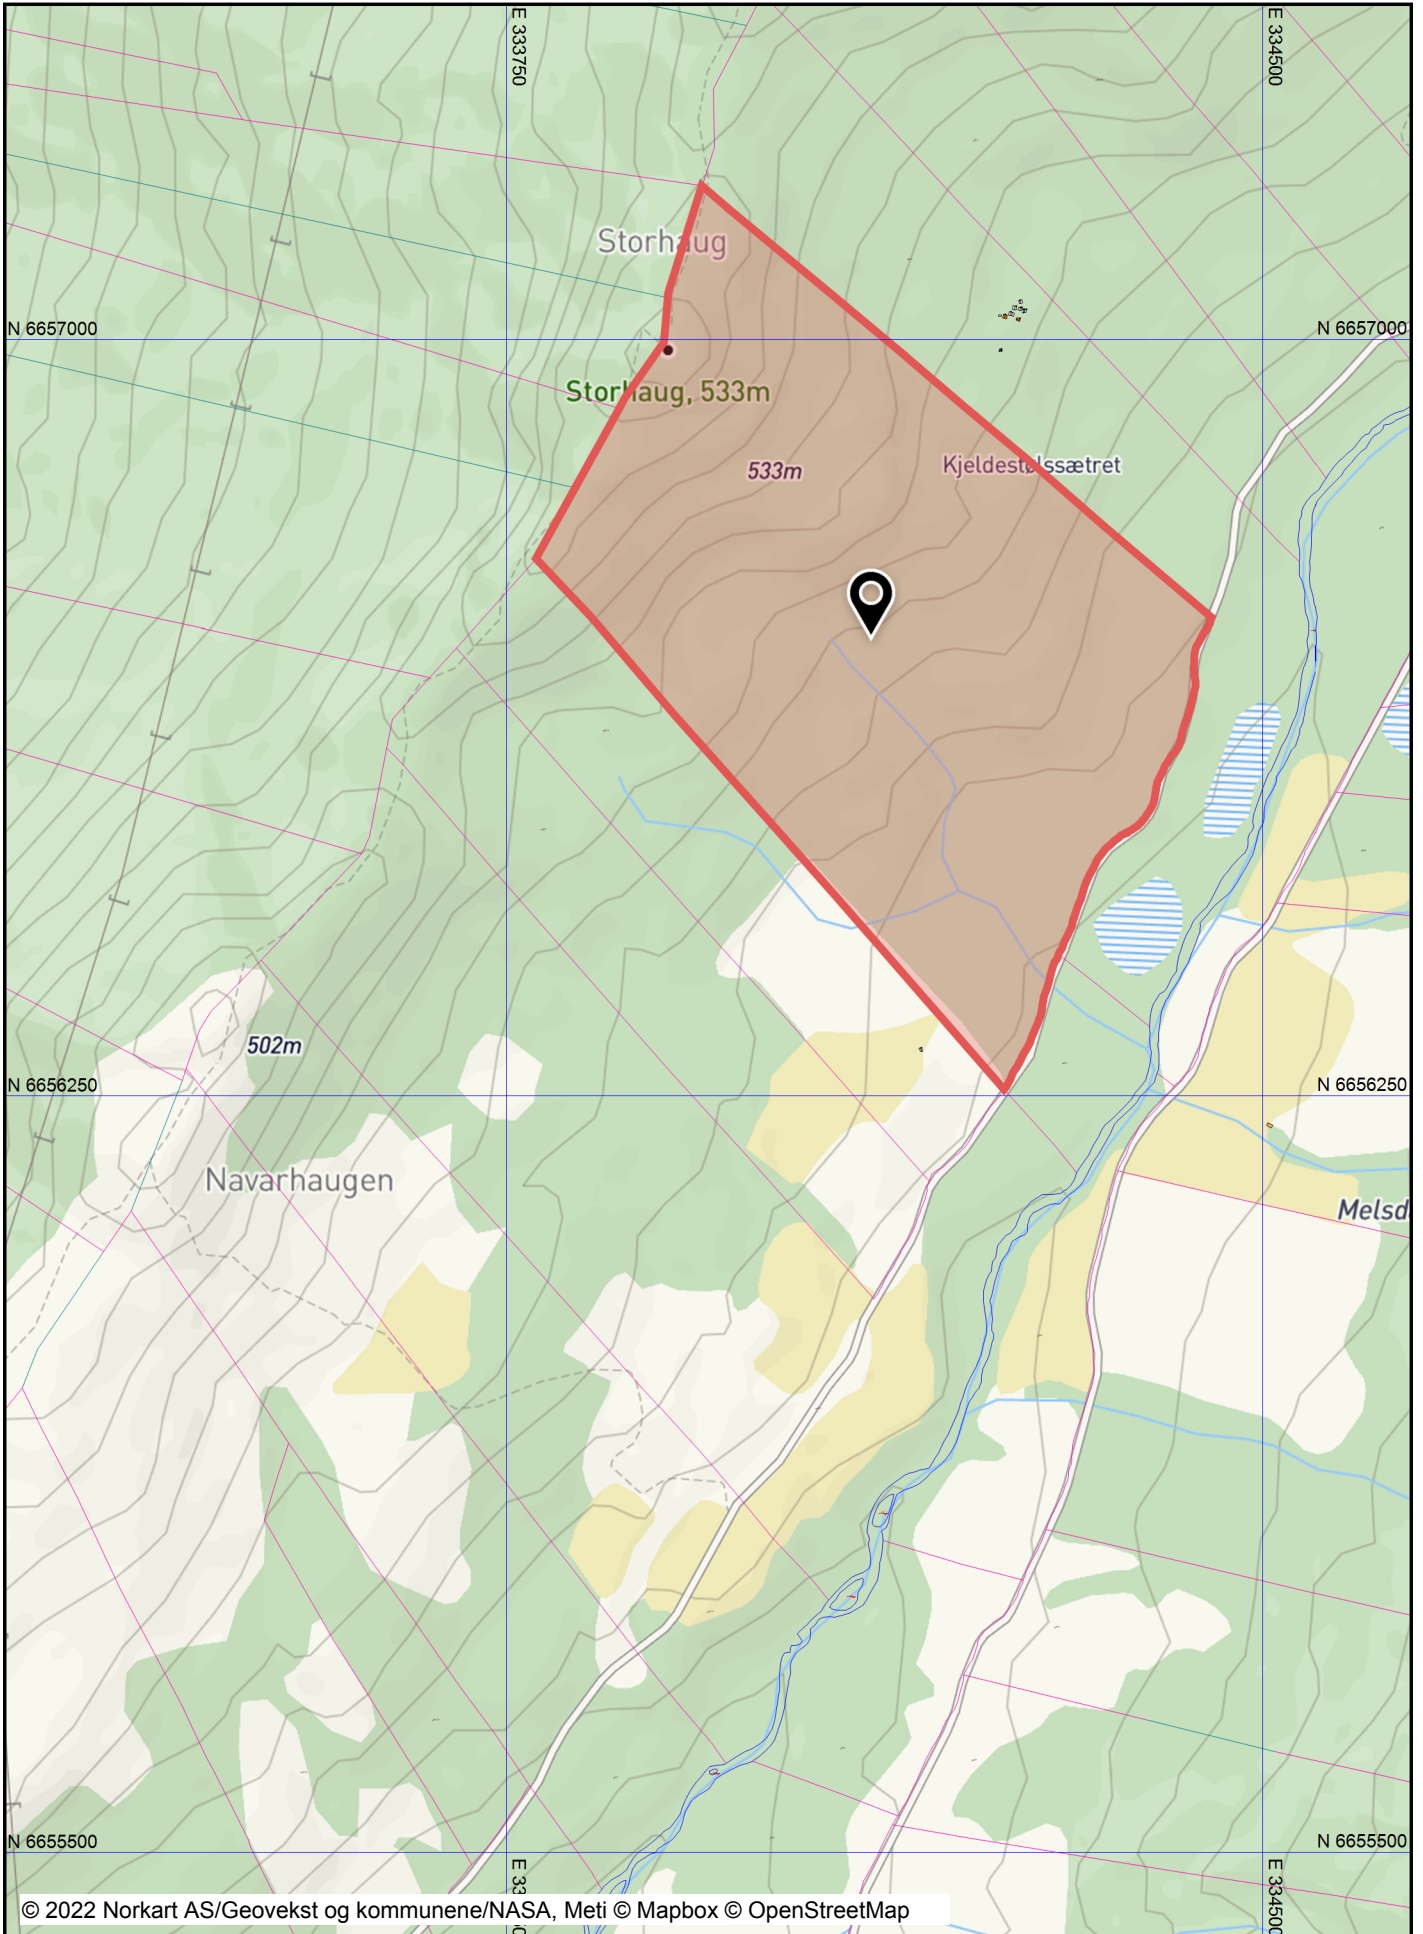 E 333750
E 334500
Storhaug
N 6657000
N 6657000
Storhaug, 533m
533m
Kjeldestølssætret
502m
N 6656250
N 6656250
Navarhaugen
N 6655500
N 6655500
E 334500
© 2022 Norkart AS/Geovekst og kommunene/NASA, Meti © Mapbox © OpenStreetMap